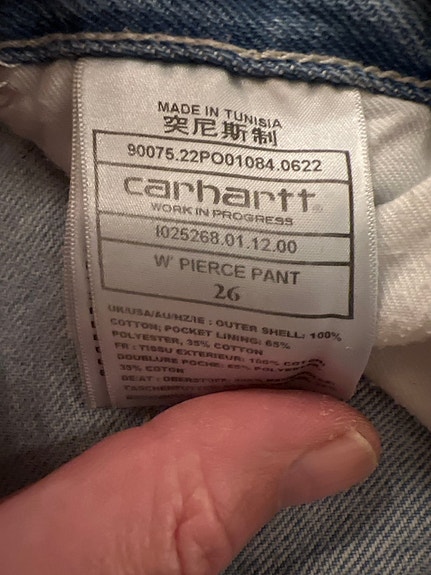 MADE IN TUNISIA
突尼斯制
90075.22PO01084.0622
carhartt®
WORK IN PROGRESS
I025268.01.12.00
W' PIERCE PANT
26
UK/USA/AU/NZ/IE : OUTER SHELL: 100%
COTTON; POCKET LINING: 65%
POLYESTER, 35% COTTON
FR : TISSU EXTERIEUR: 100% COTON,
DOUBLURE POCHE: 65% POLYESTER,
35% COTON